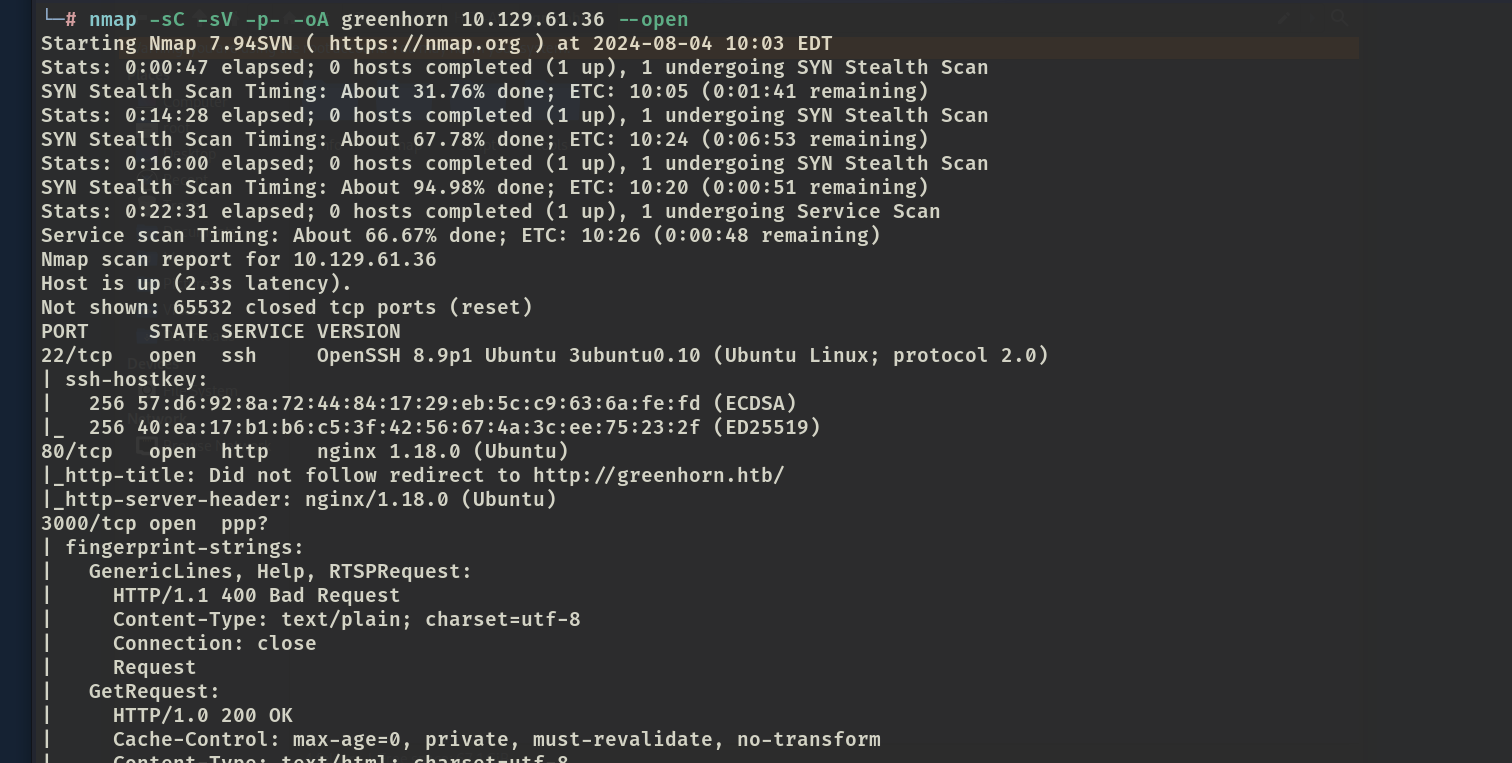 └─# nmap -sC -sV -p- -oA greenhorn 10.129.61.36 --open
Starting Nmap 7.94SVN ( https://nmap.org ) at 2024-08-04 10:03 EDT
Stats: 0:00:47 elapsed; 0 hosts completed (1 up), 1 undergoing SYN Stealth Scan
SYN Stealth Scan Timing: About 31.76% done; ETC: 10:05 (0:01:41 remaining)
Stats: 0:14:28 elapsed; 0 hosts completed (1 up), 1 undergoing SYN Stealth Scan
SYN Stealth Scan Timing: About 67.78% done; ETC: 10:24 (0:06:53 remaining)
Stats: 0:16:00 elapsed; 0 hosts completed (1 up), 1 undergoing SYN Stealth Scan
SYN Stealth Scan Timing: About 94.98% done; ETC: 10:20 (0:00:51 remaining)
Stats: 0:22:31 elapsed; 0 hosts completed (1 up), 1 undergoing Service Scan
Service scan Timing: About 66.67% done; ETC: 10:26 (0:00:48 remaining)
Nmap scan report for 10.129.61.36
Host is up (2.3s latency).
Not shown: 65532 closed tcp ports (reset)
PORT     STATE SERVICE VERSION
22/tcp   open  ssh     OpenSSH 8.9p1 Ubuntu 3ubuntu0.10 (Ubuntu Linux; protocol 2.0)
| ssh-hostkey:
|   256 57:d6:92:8a:72:44:84:17:29:eb:5c:c9:63:6a:fe:fd (ECDSA)
|_  256 40:ea:17:b1:b6:c5:3f:42:56:67:4a:3c:ee:75:23:2f (ED25519)
80/tcp   open  http    nginx 1.18.0 (Ubuntu)
|_http-title: Did not follow redirect to http://greenhorn.htb/
|_http-server-header: nginx/1.18.0 (Ubuntu)
3000/tcp open  ppp?
| fingerprint-strings:
|   GenericLines, Help, RTSPRequest:
|     HTTP/1.1 400 Bad Request
|     Content-Type: text/plain; charset=utf-8
|     Connection: close
|     Request
|   GetRequest:
|     HTTP/1.0 200 OK
|     Cache-Control: max-age=0, private, must-revalidate, no-transform
|     Content-Type: text/html; charset=utf-8